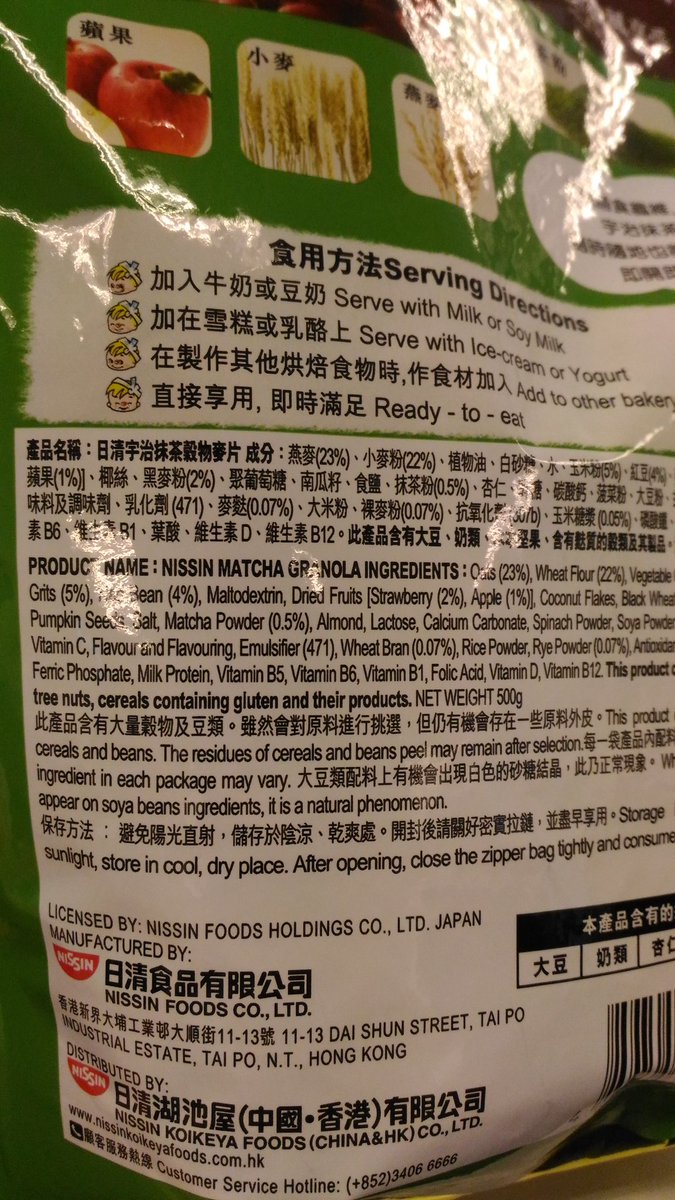 蘋果
小麥
燕麥
食用方法Serving Directions
加入牛奶或豆奶 Serve with Milk or Soy Milk
加在雪糕或乳酪上 Serve with Ice-cream or Yogurt
在製作其他烘焙食物時,作食材加入 Add to other bakery
直接享用, 即時滿足 Ready - to - eat
產品名稱：日清宇治抹茶穀物麥片 成分：燕麥(23%)、小麥粉(22%)、植物油、白砂糖、水、玉米粉(5%)、紅豆(4%)、
蘋果(1%)]、椰絲、黑麥粉(2%)、聚葡萄糖、南瓜籽、食鹽、抹茶粉(0.5%)、杏仁、糖、碳酸鈣、菠菜粉、大豆粉、
味料及調味劑、乳化劑 (471)、麥麩(0.07%)、大米粉、裸麥粉(0.07%)、抗氧化 玉米糖漿 (0.05%)、磷酸鐵、
素 B6、維生素 B1、葉酸、維生素 D、維生素 B12。此產品含有大豆、奶類、堅果、含有麩質的穀類及其製品。
PRODUCT NAME：NISSIN MATCHA GRANOLA INGREDIENTS：Oats (23%), Wheat Flour (22%), Vegetable
Grits (5%), Bean (4%), Maltodextrin, Dried Fruits [Strawberry (2%), Apple (1%)], Coconut Flakes, Black Wheat
Pumpkin Seeds, Salt, Matcha Powder (0.5%), Almond, Lactose, Calcium Carbonate, Spinach Powder, Soya Powder
Vitamin C, Flavour and Flavouring, Emulsifier (471), Wheat Bran (0.07%), Rice Powder, Rye Powder (0.07%),
Ferric Phosphate, Milk Protein, Vitamin B5, Vitamin B6, Vitamin B1, Folic Acid, Vitamin D, Vitamin B12. This product
tree nuts, cereals containing gluten and their products. NET WEIGHT 500g
此產品含有大量穀物及豆類。雖然會對原料進行挑選，但仍有機會存在一些原料外皮。This product
cereals and beans. The residues of cereals and beans peel may remain after selection.每一袋產品內配料
ingredient in each package may vary. 大豆類配料上有機會出現白色的砂糖結晶，此乃正常現象。
appear on soya beans ingredients, it is a natural phenomenon.
保存方法 ： 避免陽光直射，儲存於陰涼、乾爽處。開封後請關好密實拉鏈，並盡早享用。Storage
sunlight, store in cool, dry place. After opening, close the zipper bag tightly and consume
LICENSED BY: NISSIN FOODS HOLDINGS CO., LTD. JAPAN
MANUFACTURED BY:
NISSIN 日清食品有限公司
NISSIN FOODS CO., LTD.
香港新界大埔工業邨大順街11-13號 11-13 DAI SHUN STREET, TAI PO
INDUSTRIAL ESTATE, TAI PO, N.T., HONG KONG
DISTRIBUTED BY:
NISSIN 日清湖池屋(中國•香港)有限公司
NISSIN KOIKEYA FOODS (CHINA&HK) CO., LTD.
www.nissinkoikeyafoods.com.hk
顧客服務熱線 Customer Service Hotline: (+852)3406 6666
本產品含有的
大豆 奶類 杏仁